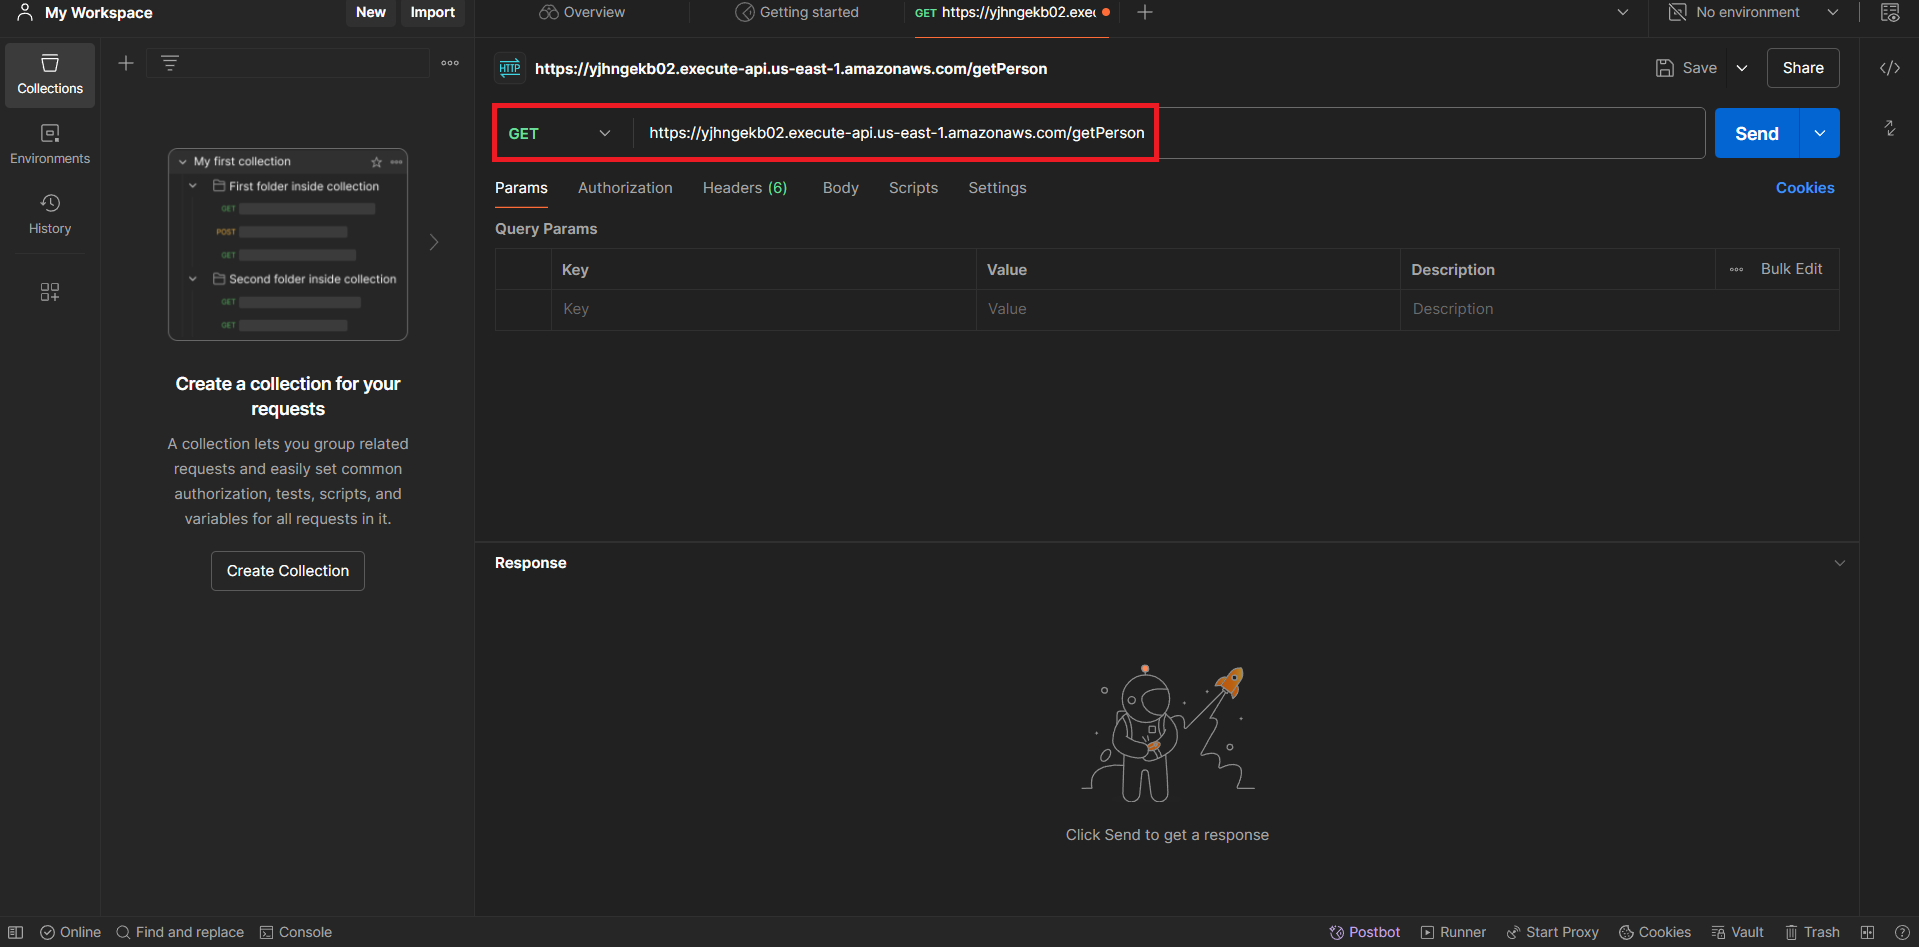 My Workspace
New
Import
Overview
Getting started
GET https://yjhngekb02.exec
No environment
Collections
Environments
History
My first collection
First folder inside collection
GET
POST
GET
Second folder inside collection
GET
GET
Create a collection for your
requests
A collection lets you group related
requests and easily set common
authorization, tests, scripts, and
variables for all requests in it.
Create Collection
HTTP https://yjhngekb02.execute-api.us-east-1.amazonaws.com/getPerson
Save
Share
GET
https://yjhngekb02.execute-api.us-east-1.amazonaws.com/getPerson
Send
Params
Authorization
Headers (6)
Body
Scripts
Settings
Cookies
Query Params
Key
Value
Description
Bulk Edit
Key
Value
Description
Response
Click Send to get a response
Online
Find and replace
Console
Postbot
Runner
Start Proxy
Cookies
Vault
Trash